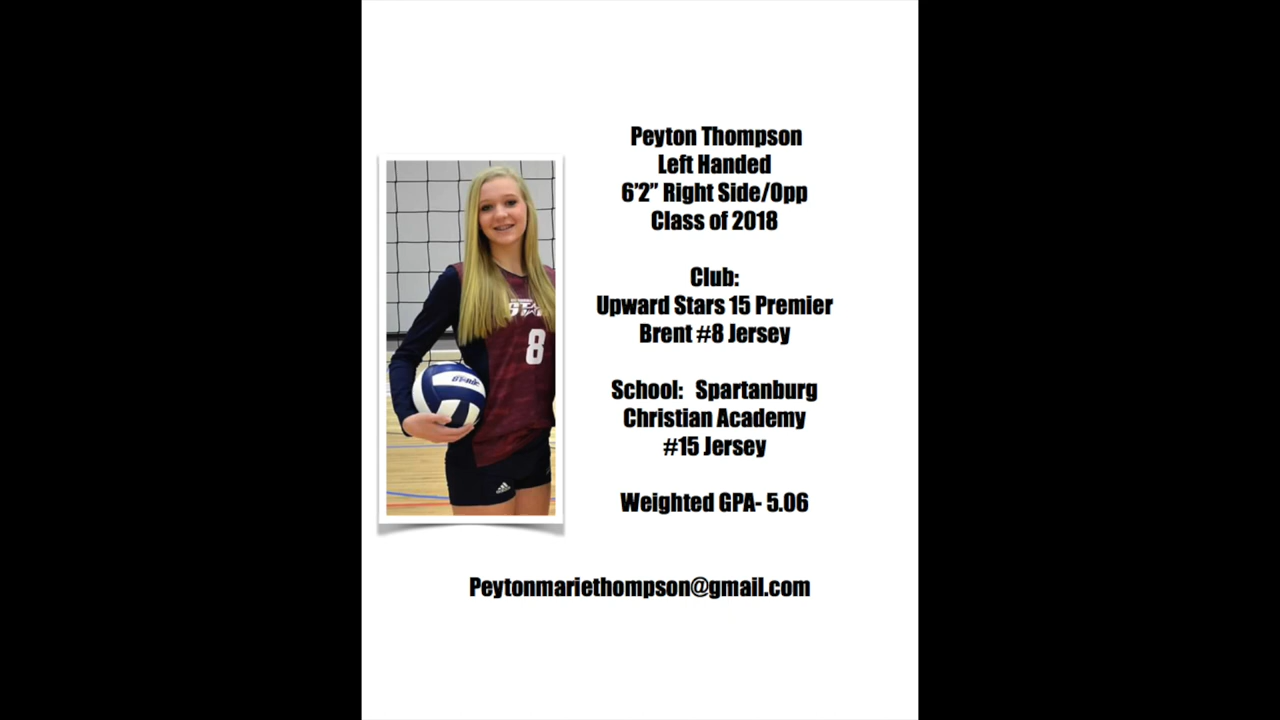 Peyton Thompson
Left Handed
6’2” Right Side/Opp
Class of 2018
Club:
Upward Stars 15 Premier
Brent #8 Jersey
School: Spartanburg
Christian Academy
#15 Jersey
Weighted GPA- 5.06
8
Peytonmariethompson@gmail.com